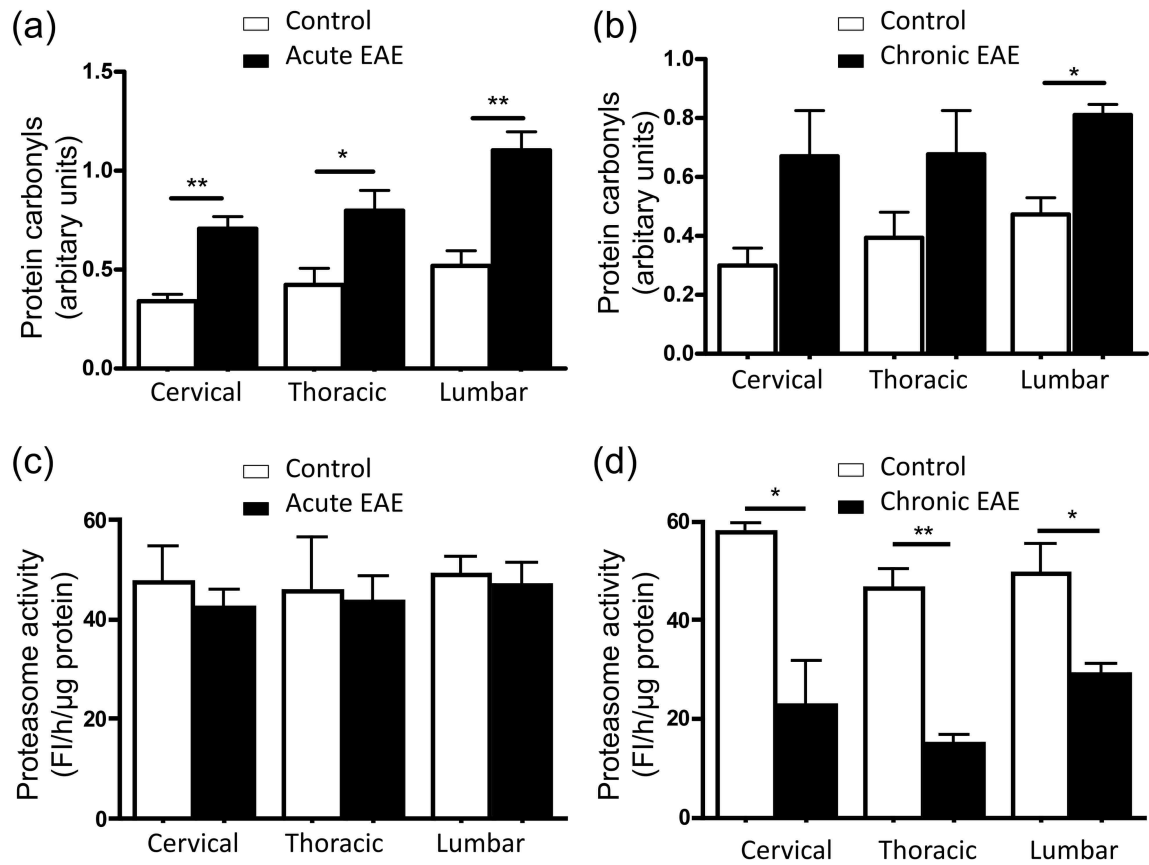 (a)
Control
Acute EAE
Protein carbonyls
(arbitary units)
1.5
1.0
0.5
0.0
**
*
**
Cervical
Thoracic
Lumbar
(b)
Control
Chronic EAE
Protein carbonyls
(arbitary units)
1.0
0.8
0.6
0.4
0.2
0.0
*
Cervical
Thoracic
Lumbar
(c)
Control
Acute EAE
Proteasome activity
(FI/h/µg protein)
60
40
20
0
Cervical
Thoracic
Lumbar
(d)
Control
Chronic EAE
Proteasome activity
(FI/h/µg protein)
60
40
20
0
*
**
*
Cervical
Thoracic
Lumbar